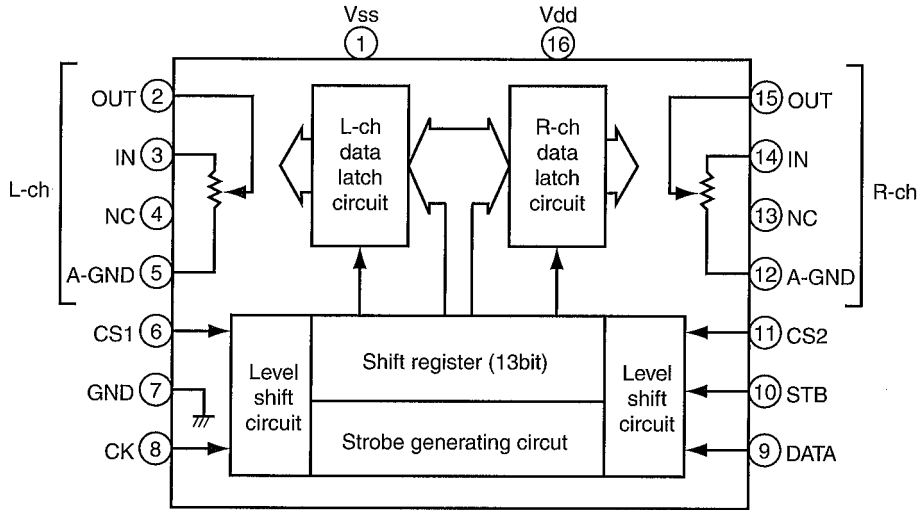 Vss
1
Vdd
16
L-ch
OUT 2
IN 3
NC 4
A-GND 5
CS1 6
GND 7
CK 8
L-ch
data
latch
circuit
R-ch
data
latch
circuit
Level
shift
circuit
Shift register (13bit)
Strobe generating circut
Level
shift
circuit
15 OUT
14 IN
13 NC
12 A-GND
11 CS2
10 STB
9 DATA
R-ch